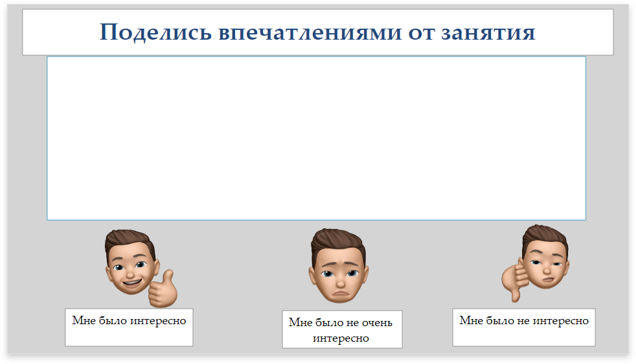 Поделись впечатлениями от занятия
Мне было интересно
Мне было не очень
интересно
Мне было не интересно